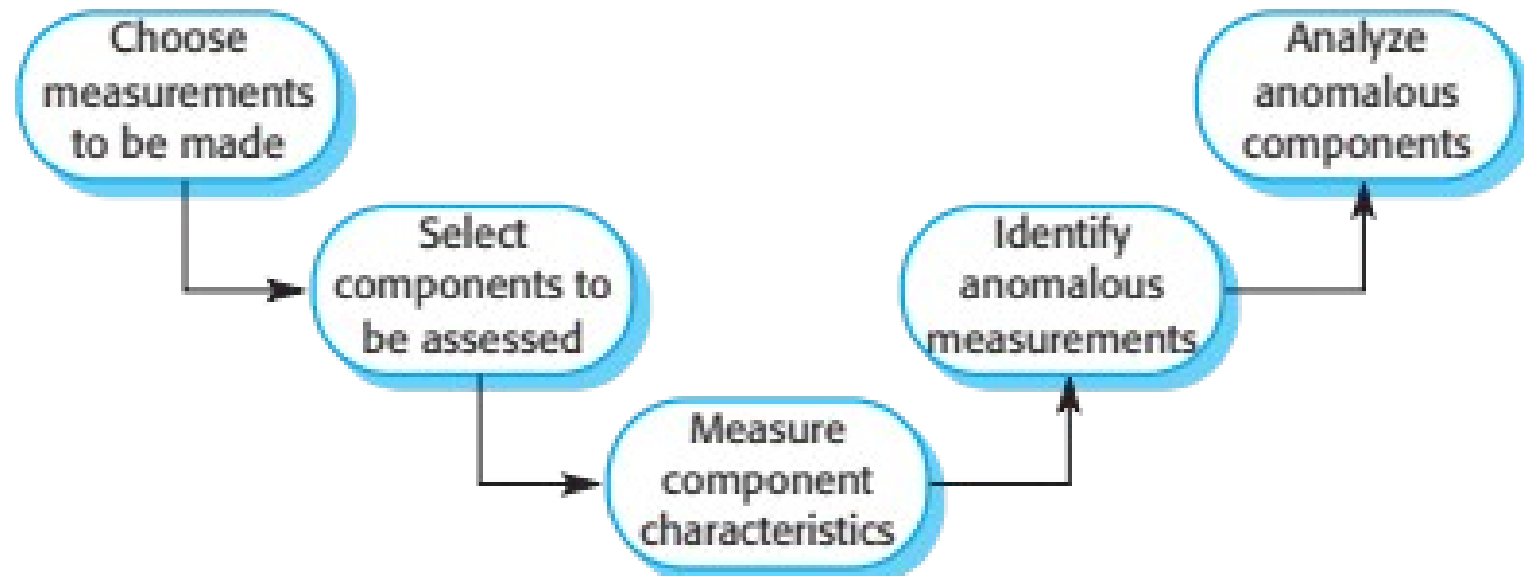 Choose
measurements
to be made
Select
components to
be assessed
Measure
component
characteristics
Identify
anomalous
measurements
Analyze
anomalous
components